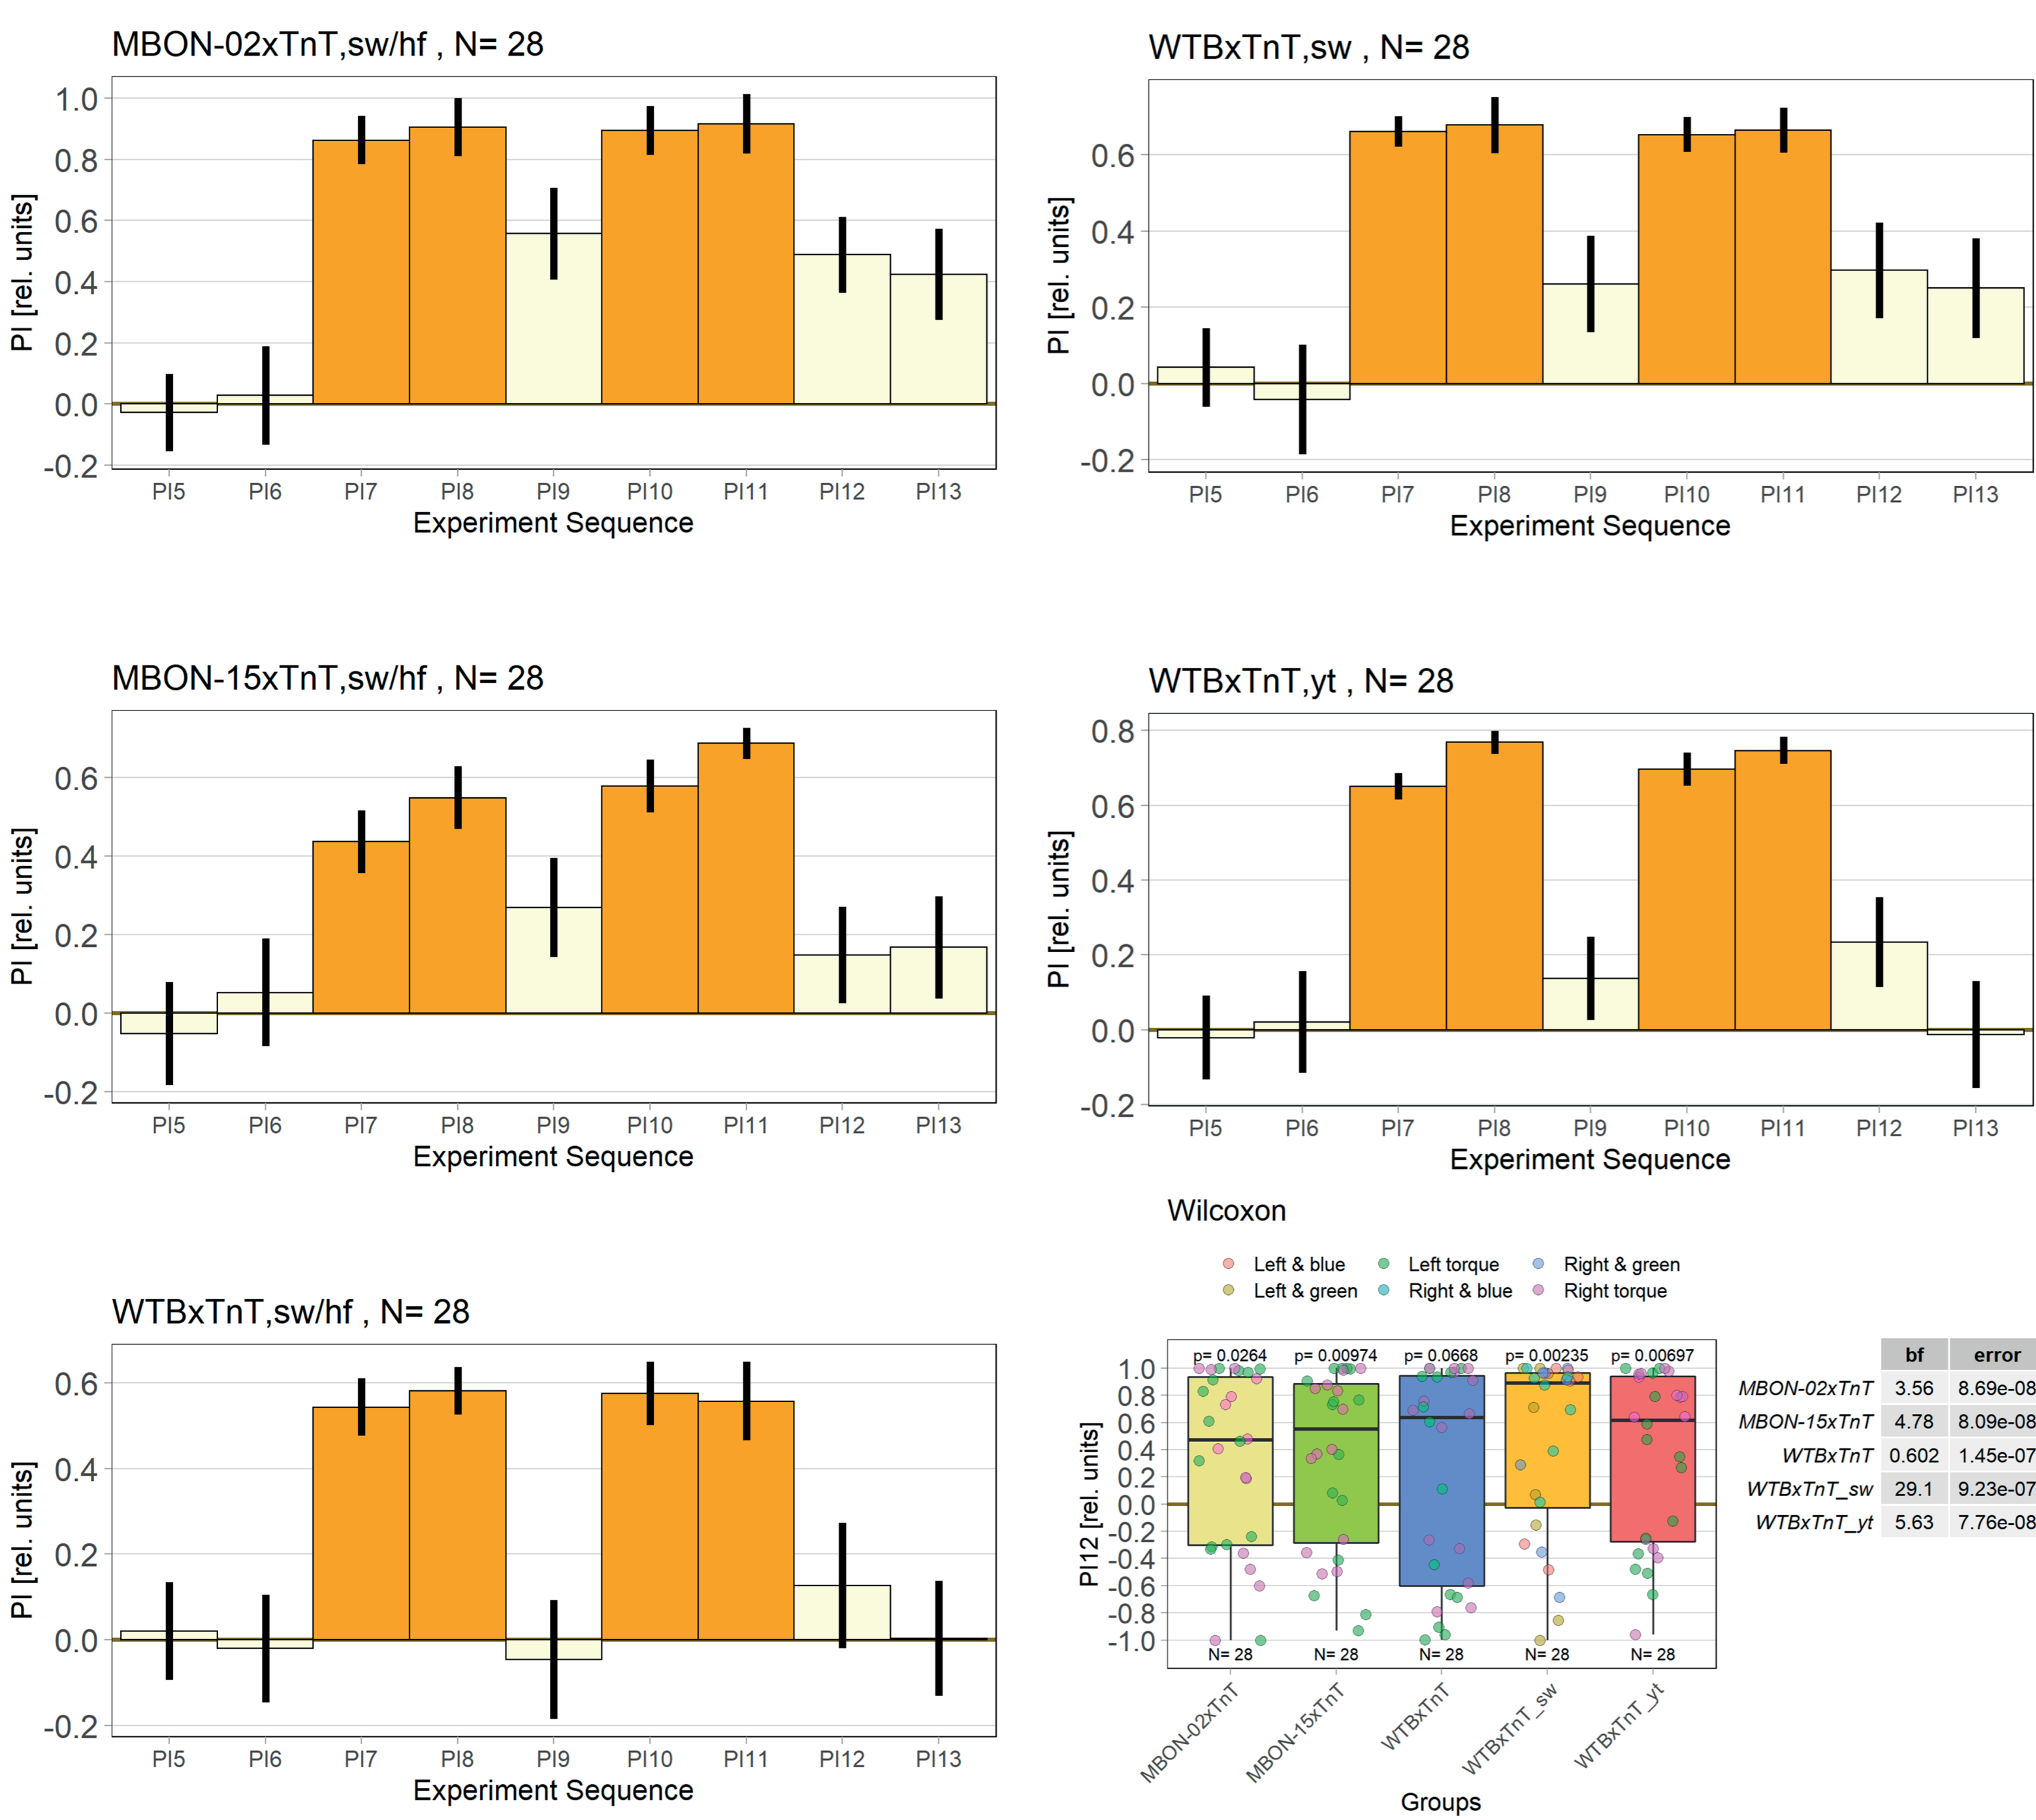 MBON-02xTnT,sw/hf , N= 28
PI [rel. units]
1.0
0.8
0.6
0.4
0.2
0.0
-0.2
PI5 PI6 PI7 PI8 PI9 PI10 PI11 PI12 PI13
Experiment Sequence
WTBxTnT,sw , N= 28
PI [rel. units]
0.6
0.4
0.2
0.0
-0.2
PI5 PI6 PI7 PI8 PI9 PI10 PI11 PI12 PI13
Experiment Sequence
MBON-15xTnT,sw/hf , N= 28
PI [rel. units]
0.6
0.4
0.2
0.0
-0.2
PI5 PI6 PI7 PI8 PI9 PI10 PI11 PI12 PI13
Experiment Sequence
WTBxTnT,yt , N= 28
PI [rel. units]
0.8
0.6
0.4
0.2
0.0
-0.2
PI5 PI6 PI7 PI8 PI9 PI10 PI11 PI12 PI13
Experiment Sequence
WTBxTnT,sw/hf , N= 28
PI [rel. units]
0.6
0.4
0.2
0.0
-0.2
PI5 PI6 PI7 PI8 PI9 PI10 PI11 PI12 PI13
Experiment Sequence
Wilcoxon
Left & blue Left torque Right & green
Left & green Right & blue Right torque
PI12 [rel. units]
p= 0.0264 p= 0.00974 p= 0.0668 p= 0.00235 p= 0.00697
1.0
0.8
0.6
0.4
0.2
0.0
-0.2
-0.4
-0.6
-0.8
-1.0
N= 28 N= 28 N= 28 N= 28 N= 28
MBON-02xTnT MBON-15xTnT WTBxTnT WTBxTnT_sw WTBxTnT_yt
Groups
bf error
MBON-02xTnT 3.56 8.69e-08
MBON-15xTnT 4.78 8.09e-08
WTBxTnT 0.602 1.45e-07
WTBxTnT_sw 29.1 9.23e-07
WTBxTnT_yt 5.63 7.76e-08